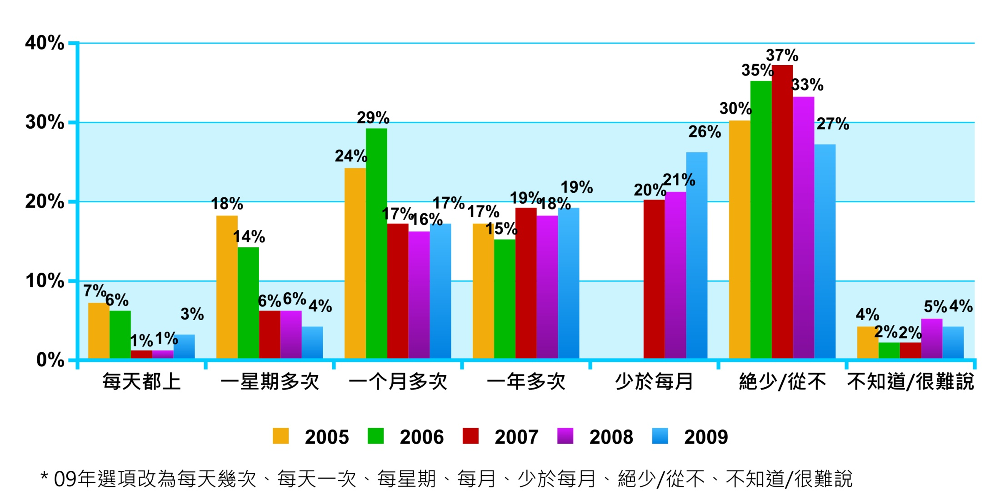 40%
30%
20%
10%
0%
7% 6% 1% 1% 3%
18% 14% 6% 6% 4%
24% 29% 17% 16% 17%
17% 15% 19% 18% 19%
20% 21% 26%
30% 35% 37% 33% 27%
4% 2% 2% 5% 4%
每天都上 一星期多次 一个月多次 一年多次 少於每月 絕少/從不 不知道/很難說
2005 2006 2007 2008 2009
* 09年選項改為每天幾次、每天一次、每星期、每月、少於每月、絕少/從不、不知道/很難說